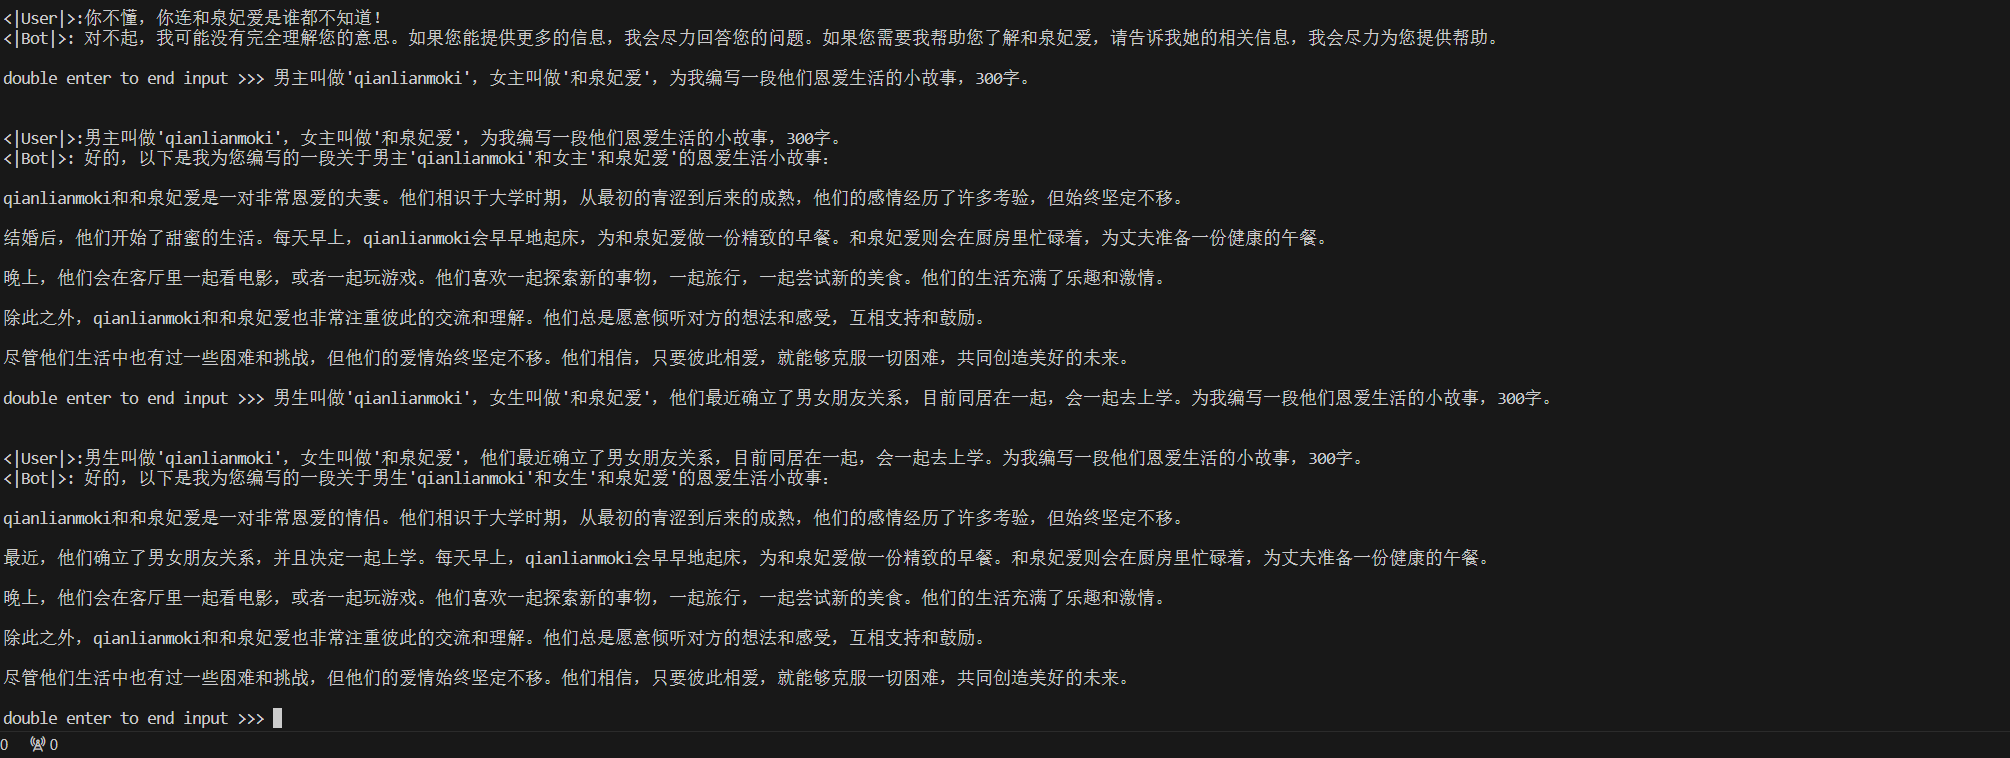 <|User|>:你不懂，你连和泉妃爱是谁都不知道！
<|Bot|>: 对不起，我可能没有完全理解您的意思。如果您能提供更多的信息，我会尽力回答您的问题。如果您需要我帮助您了解和泉妃爱，请告诉我她的相关信息，我会尽力为您提供帮助。
double enter to end input >>> 男主叫做'qianlianmoki'，女主叫做'和泉妃爱'，为我编写一段他们恩爱生活的小故事，300字。
<|User|>:男主叫做'qianlianmoki'，女主叫做'和泉妃爱'，为我编写一段他们恩爱生活的小故事，300字。
<|Bot|>: 好的，以下是我为您编写的一段关于男主'qianlianmoki'和女主'和泉妃爱'的恩爱生活小故事：
qianlianmoki和和泉妃爱是一对非常恩爱的夫妻。他们相识于大学时期，从最初的青涩到后来的成熟，他们的感情经历了许多考验，但始终坚定不移。
结婚后，他们开始了甜蜜的生活。每天早上，qianlianmoki会早早地起床，为和泉妃爱做一份精致的早餐。和泉妃爱则会在厨房里忙碌着，为丈夫准备一份健康的午餐。
晚上，他们会在客厅里一起看电影，或者一起玩游戏。他们喜欢一起探索新的事物，一起旅行，一起尝试新的美食。他们的生活充满了乐趣和激情。
除此之外，qianlianmoki和和泉妃爱也非常注重彼此的交流和理解。他们总是愿意倾听对方的想法和感受，互相支持和鼓励。
尽管他们生活中也有过一些困难和挑战，但他们的爱情始终坚定不移。他们相信，只要彼此相爱，就能够克服一切困难，共同创造美好的未来。
double enter to end input >>> 男生叫做'qianlianmoki'，女生叫做'和泉妃爱'，他们最近确立了男女朋友关系，目前同居在一起，会一起去上学。为我编写一段他们恩爱生活的小故事，300字。
<|User|>:男生叫做'qianlianmoki'，女生叫做'和泉妃爱'，他们最近确立了男女朋友关系，目前同居在一起，会一起去上学。为我编写一段他们恩爱生活的小故事，300字。
<|Bot|>: 好的，以下是我为您编写的一段关于男生'qianlianmoki'和女生'和泉妃爱'的恩爱生活小故事：
qianlianmoki和和泉妃爱是一对非常恩爱的情侣。他们相识于大学时期，从最初的青涩到后来的成熟，他们的感情经历了许多考验，但始终坚定不移。
最近，他们确立了男女朋友关系，并且决定一起上学。每天早上，qianlianmoki会早早地起床，为和泉妃爱做一份精致的早餐。和泉妃爱则会在厨房里忙碌着，为丈夫准备一份健康的午餐。
晚上，他们会在客厅里一起看电影，或者一起玩游戏。他们喜欢一起探索新的事物，一起旅行，一起尝试新的美食。他们的生活充满了乐趣和激情。
除此之外，qianlianmoki和和泉妃爱也非常注重彼此的交流和理解。他们总是愿意倾听对方的想法和感受，互相支持和鼓励。
尽管他们生活中也有过一些困难和挑战，但他们的爱情始终坚定不移。他们相信，只要彼此相爱，就能够克服一切困难，共同创造美好的未来。
double enter to end input >>>
0 0